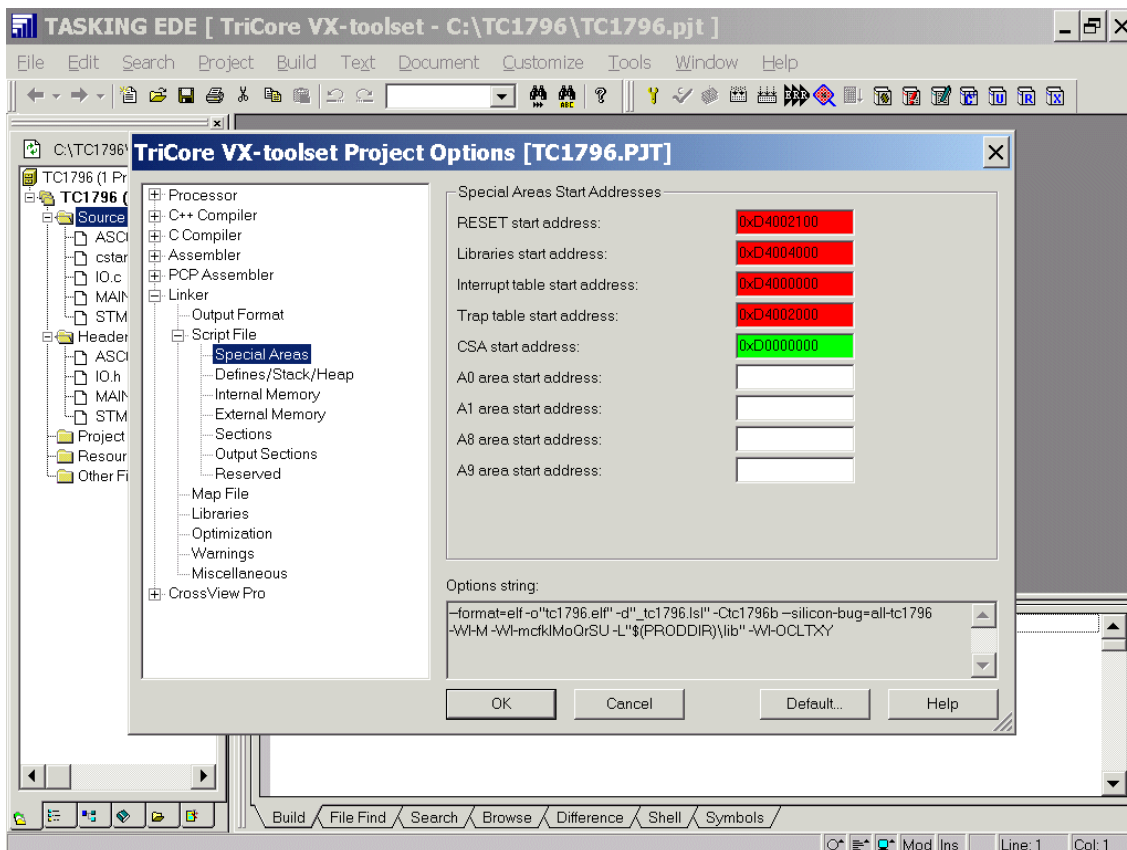 TASKING EDE [ TriCore VX-toolset - C:\TC1796\TC1796.pjt ]
File Edit Search Project Build Text Document Customize Tools Window Help
C:\TC1796\
TC1796 (1 Pr
TC1796 (
Source
ASCI
cstar
IO.c
MAIN
STM
Header
ASCI
IO.h
MAIN
STM
Project
Resour
Other Fi
TriCore VX-toolset Project Options [TC1796.PJT]
Processor
C++ Compiler
C Compiler
Assembler
PCP Assembler
Linker
Output Format
Script File
Special Areas
Defines/Stack/Heap
Internal Memory
External Memory
Sections
Output Sections
Reserved
Map File
Libraries
Optimization
Warnings
Miscellaneous
CrossView Pro
Special Areas Start Addresses
RESET start address: 0xD4002100
Libraries start address: 0xD4004000
Interrupt table start address: 0xD4000000
Trap table start address: 0xD4002000
CSA start address: 0xD0000000
A0 area start address:
A1 area start address:
A8 area start address:
A9 area start address:
Options string:
--format=elf -o"tc1796.elf" -d"_tc1796.lsl" -Ctc1796b --silicon-bug=all-tc1796
-Wl-M -Wl-mcfklMoQrSU -L"$(PRODDIR)\lib" -Wl-OCLTXY
OK Cancel Default... Help
Build File Find Search Browse Difference Shell Symbols
Mod Ins Line: 1 Col: 1